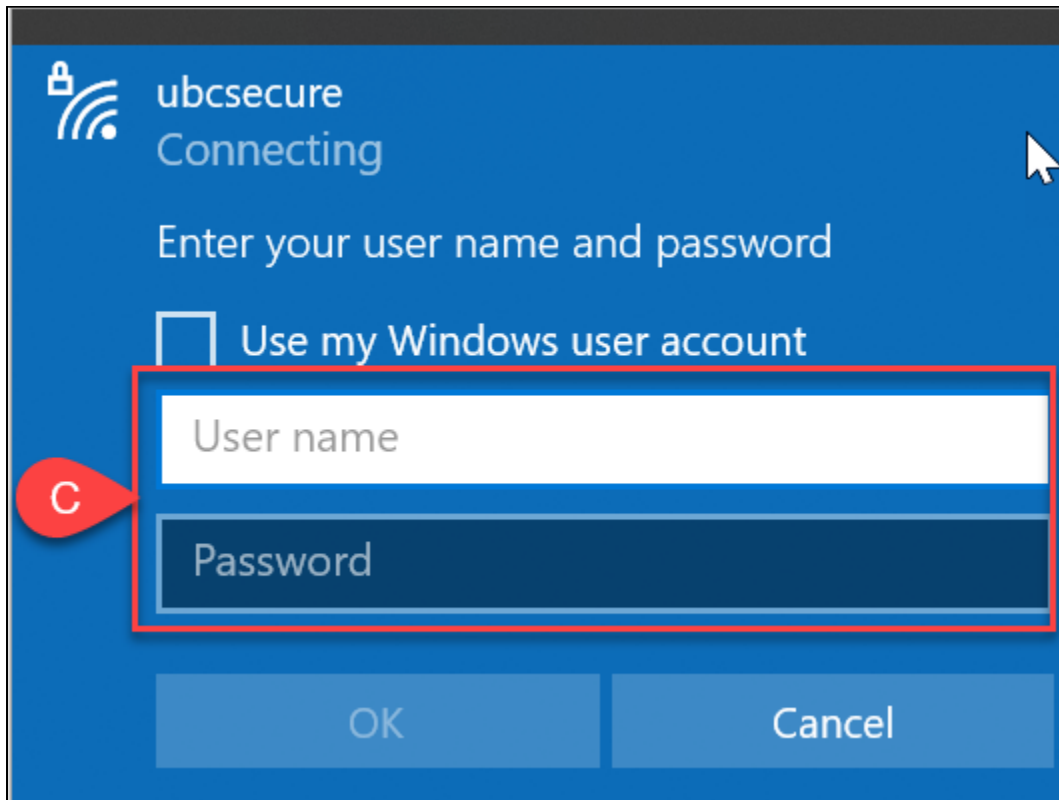 ubcsecure
Connecting
Enter your user name and password
Use my Windows user account
User name
C
Password
OK Cancel